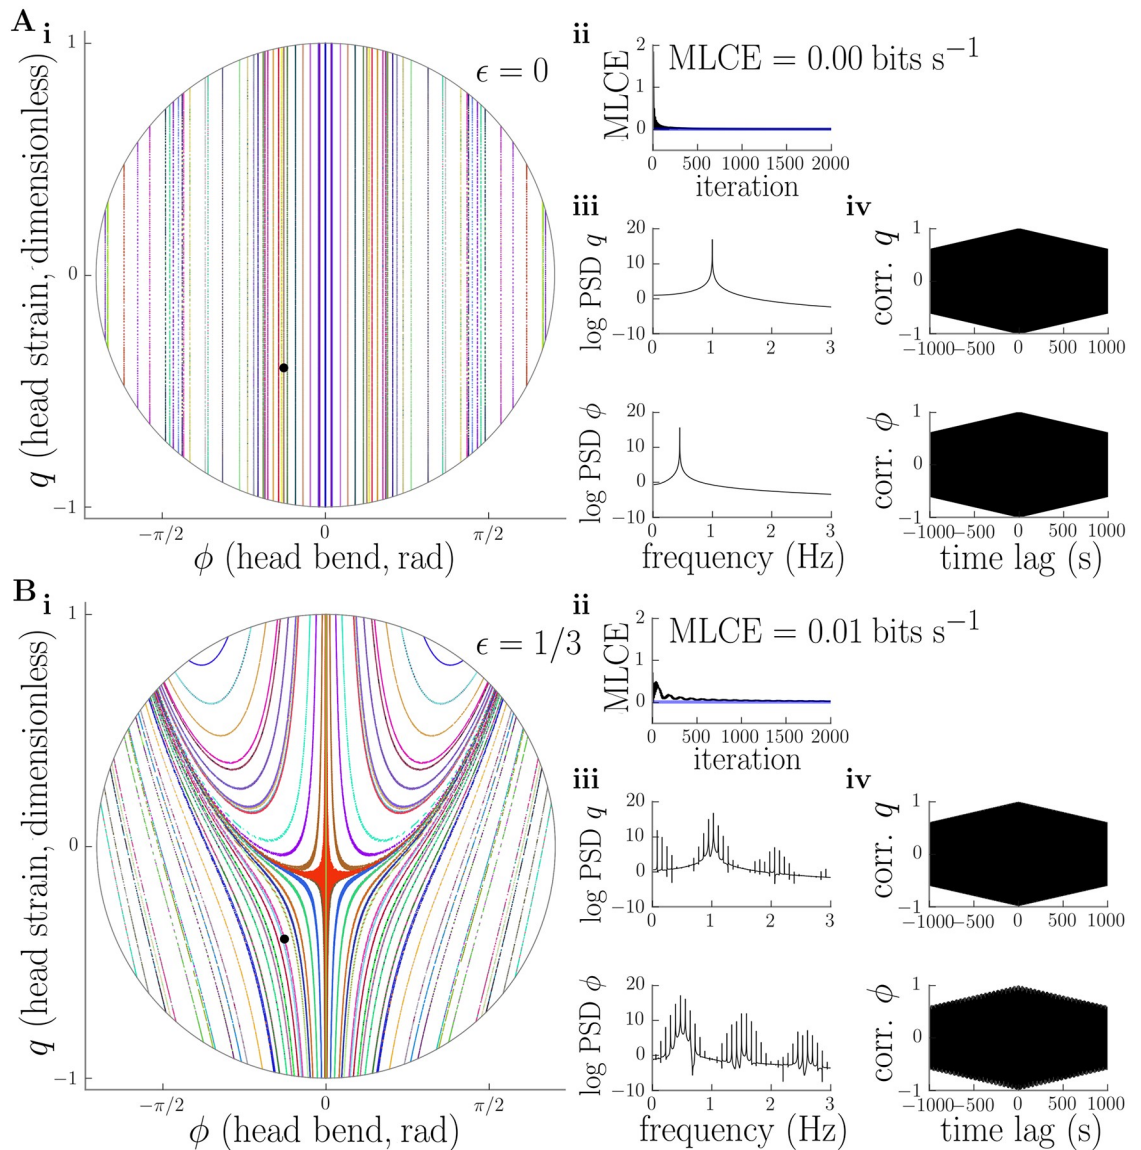 A
i
ϵ = 0
q (head strain, dimensionless)
1
0
−1
−π/2
0
π/2
ϕ (head bend, rad)
ii
MLCE = 0.00 bits s⁻¹
MLCE
2
1
0
0 500 1000 1500 2000
iteration
iii
log PSD q
20
10
0
−10
0 1 2 3
iv
corr. q
1
0
−1
−1000 −500 0 500 1000
log PSD ϕ
20
10
0
−10
0 1 2 3
frequency (Hz)
corr. ϕ
1
0
−1
−1000 −500 0 500 1000
time lag (s)
B
i
ϵ = 1/3
q (head strain, dimensionless)
1
0
−1
−π/2
0
π/2
ϕ (head bend, rad)
ii
MLCE = 0.01 bits s⁻¹
MLCE
2
1
0
0 500 1000 1500 2000
iteration
iii
log PSD q
20
10
0
−10
0 1 2 3
iv
corr. q
1
0
−1
−1000 −500 0 500 1000
log PSD ϕ
20
10
0
−10
0 1 2 3
frequency (Hz)
corr. ϕ
1
0
−1
−1000 −500 0 500 1000
time lag (s)